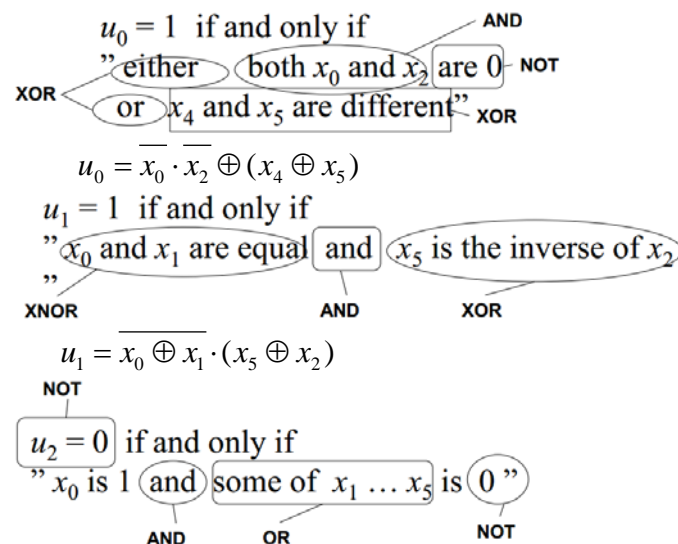 u₀ = 1 if and only if
AND
" either both x₀ and x₂ are 0
NOT
XOR
or x₄ and x₅ are different"
XOR
u₀ = x̅₀ · x̅₂ ⊕ (x₄ ⊕ x₅)
u₁ = 1 if and only if
" x₀ and x₁ are equal and x₅ is the inverse of x₂
"
XNOR AND XOR
u₁ = \overline{x₀ ⊕ x₁} · (x₅ ⊕ x₂)
NOT
u₂ = 0 if and only if
" x₀ is 1 and some of x₁ ... x₅ is 0 "
AND OR NOT